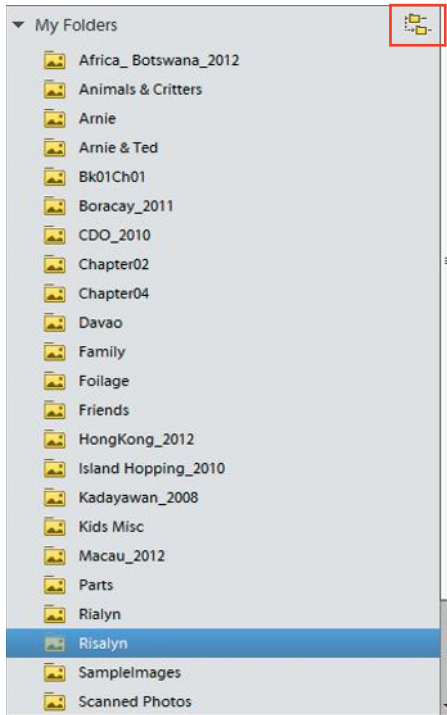 My Folders
Africa_ Botswana_2012
Animals & Critters
Arnie
Arnie & Ted
Bk01Ch01
Boracay_2011
CDO_2010
Chapter02
Chapter04
Davao
Family
Foilage
Friends
HongKong_2012
Island Hopping_2010
Kadayawan_2008
Kids Misc
Macau_2012
Parts
Rialyn
Risalyn
SampleImages
Scanned Photos